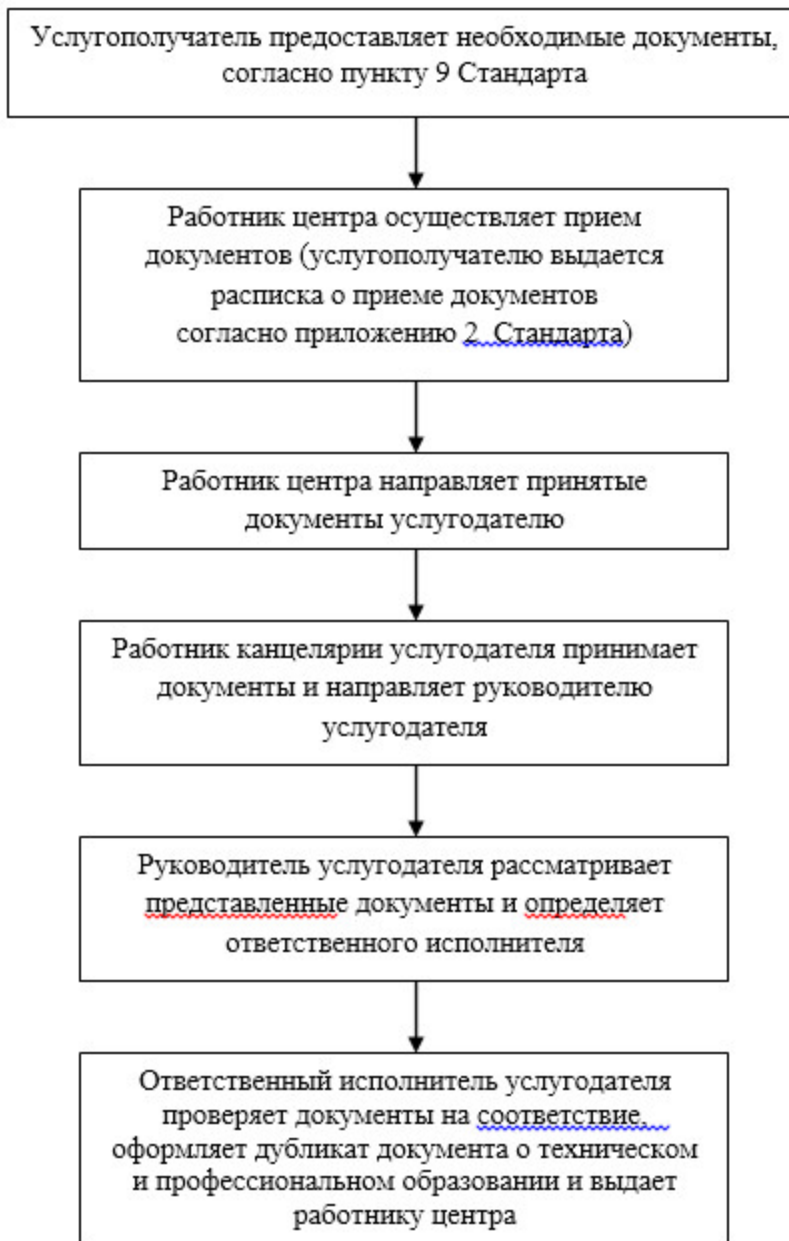 Услугополучатель предоставляет необходимые документы,
согласно пункту 9 Стандарта
Работник центра осуществляет прием
документов (услугополучателю выдается
расписка о приеме документов
согласно приложению 2  Стандарта)
Работник центра направляет принятые
документы услугодателю
Работник канцелярии услугодателя принимает
документы и направляет руководителю
услугодателя
Руководитель услугодателя рассматривает
представленные документы и определяет
ответственного исполнителя
Ответственный исполнитель услугодателя
проверяет документы на соответствие,
оформляет дубликат документа о техническом
и профессиональном образовании и выдает
работнику центра